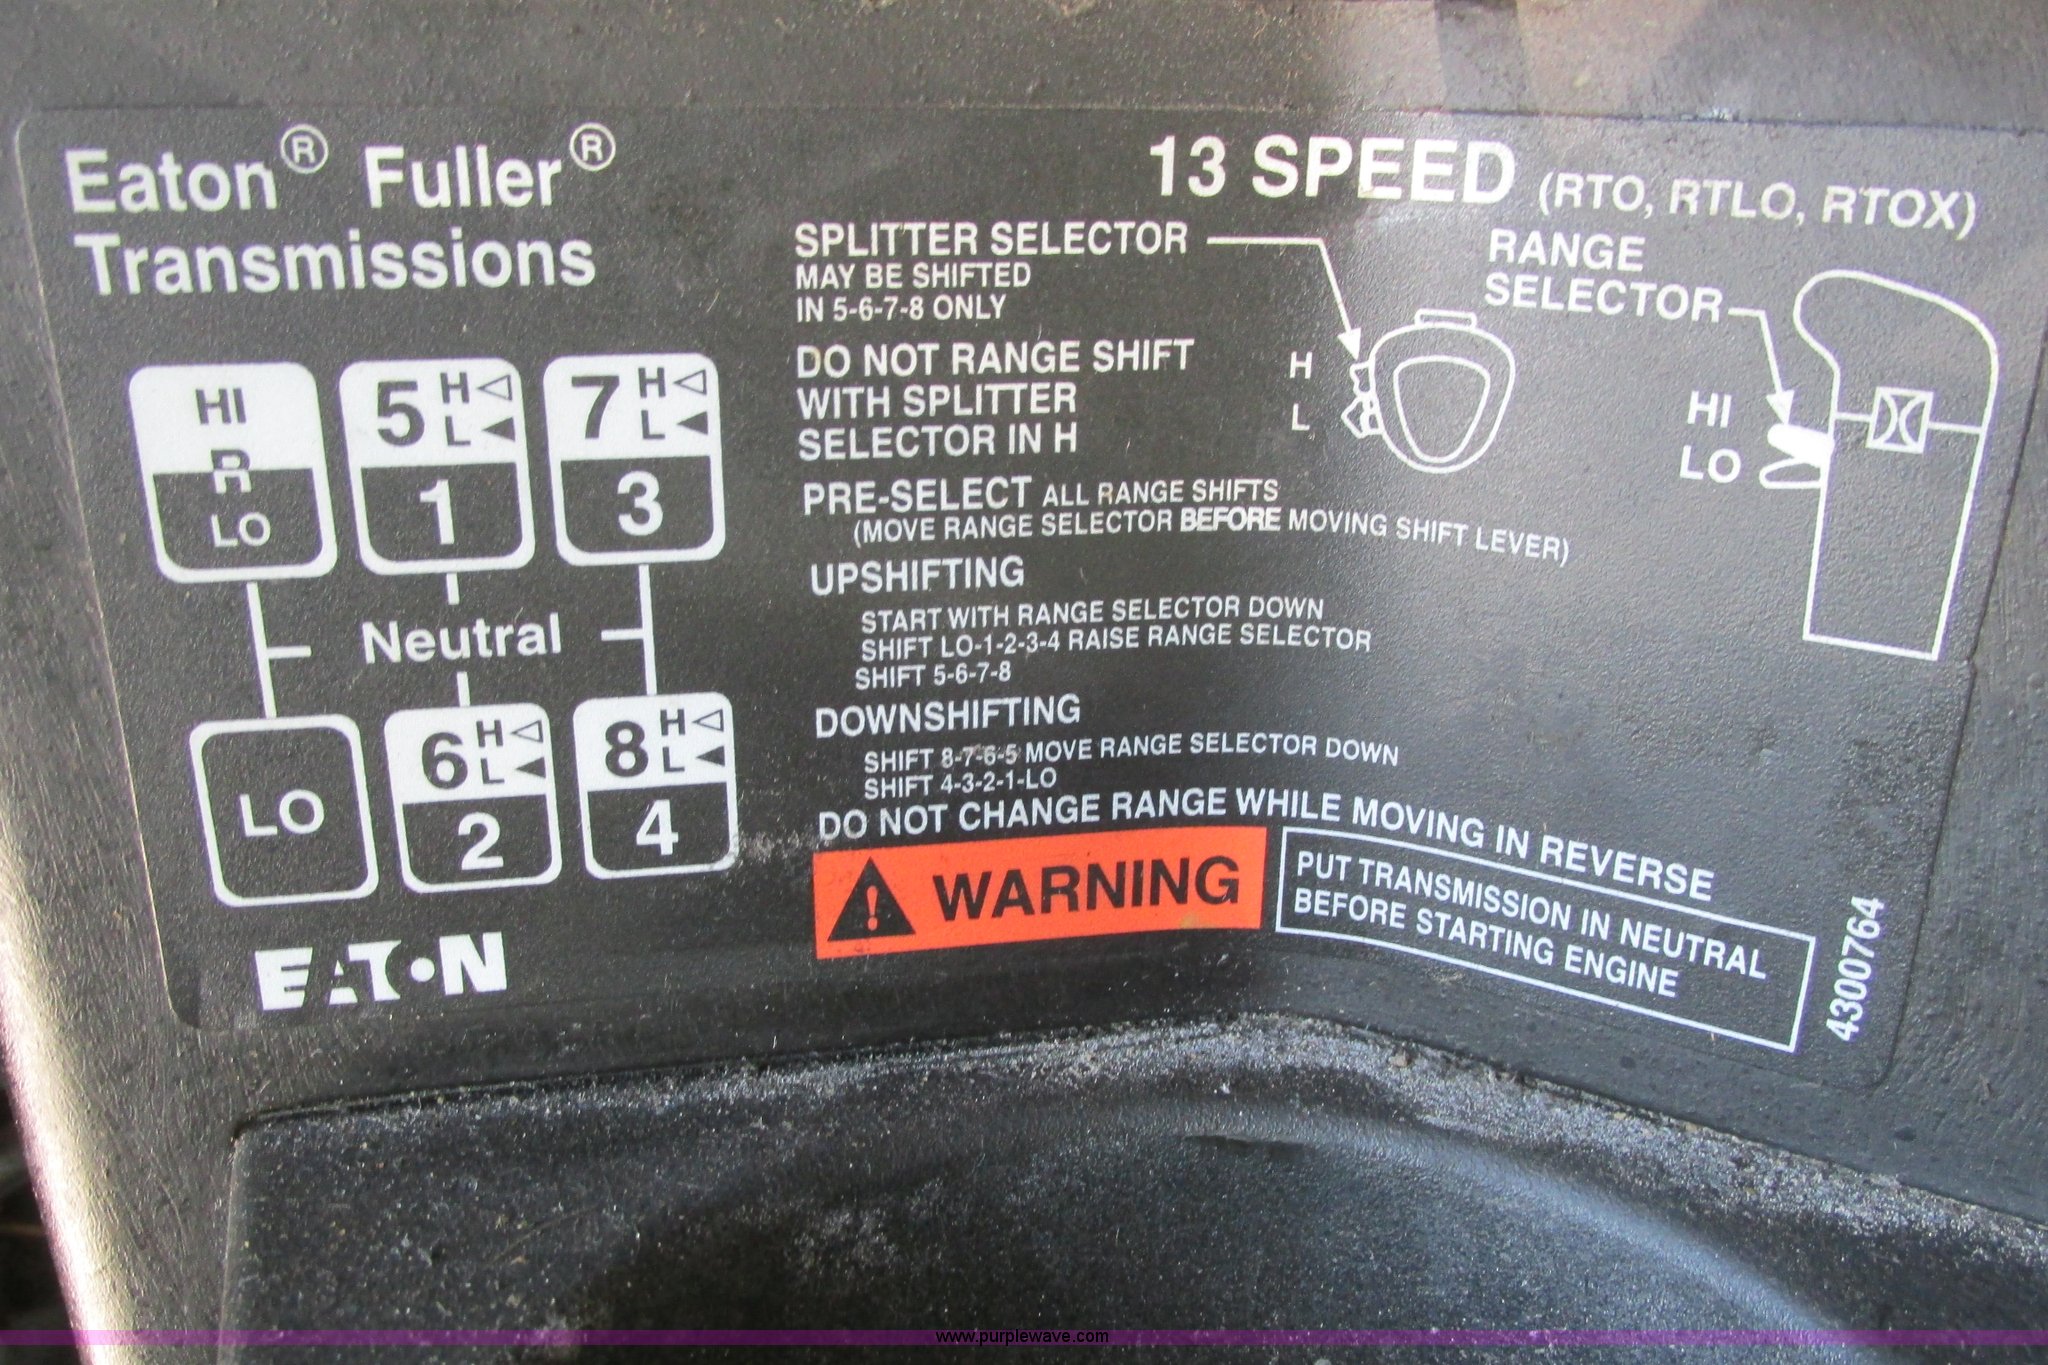 Eaton® Fuller®
Transmissions
13 SPEED (RTO, RTLO, RTOX)
SPLITTER SELECTOR
MAY BE SHIFTED
IN 5-6-7-8 ONLY
RANGE
SELECTOR
H
L
HI
LO
DO NOT RANGE SHIFT
WITH SPLITTER
SELECTOR IN H
PRE-SELECT ALL RANGE SHIFTS
(MOVE RANGE SELECTOR BEFORE MOVING SHIFT LEVER)
UPSHIFTING
START WITH RANGE SELECTOR DOWN
SHIFT LO-1-2-3-4 RAISE RANGE SELECTOR
SHIFT 5-6-7-8
DOWNSHIFTING
SHIFT 8-7-6-5 MOVE RANGE SELECTOR DOWN
SHIFT 4-3-2-1-LO
DO NOT CHANGE RANGE WHILE MOVING IN REVERSE
WARNING
PUT TRANSMISSION IN NEUTRAL
BEFORE STARTING ENGINE
4300764
HI
R
LO
5 H
L
1
7 H
L
3
Neutral
LO
6 H
L
2
8 H
L
4
EATON
www.purplewave.com